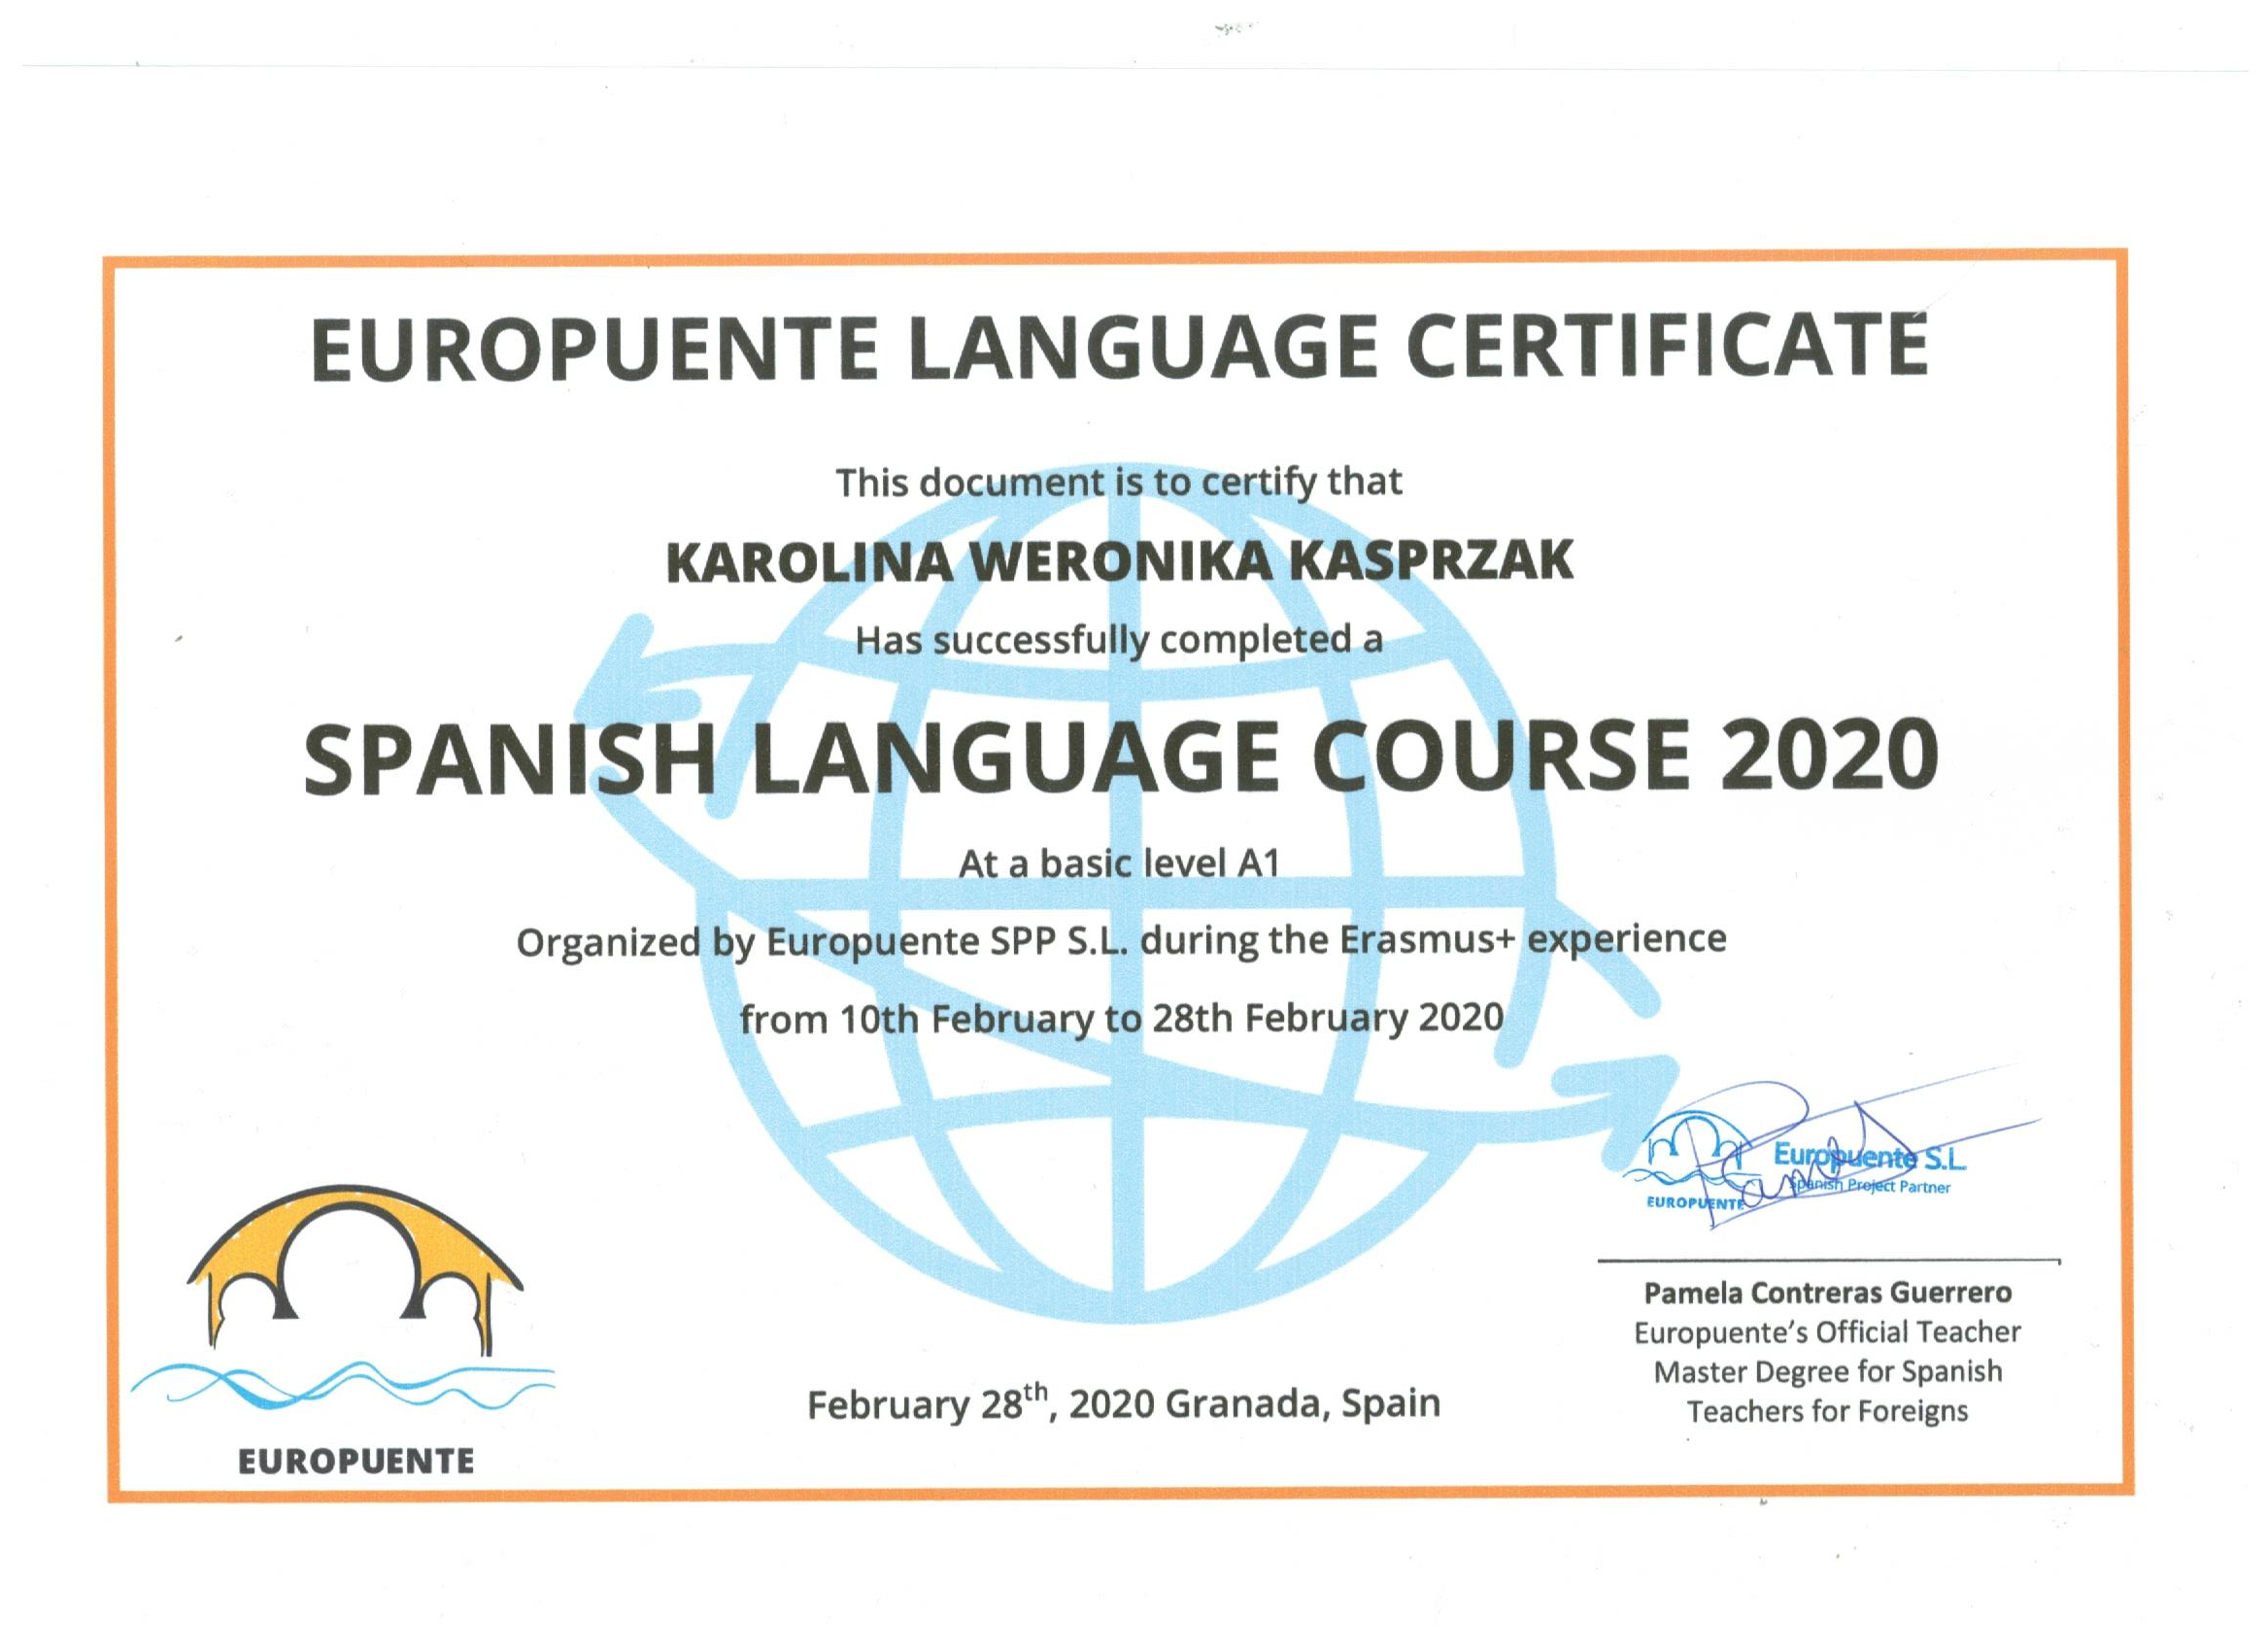 EUROPUENTE LANGUAGE CERTIFICATE
This document is to certify that
KAROLINA WERONIKA KASPRZAK
Has successfully completed a
SPANISH LANGUAGE COURSE 2020
At a basic level A1
Organized by Europuente SPP S.L. during the Erasmus+ experience
from 10th February to 28th February 2020
Europuente S.L.
Spanish Project Partner
EUROPUENTE
Pamela Contreras Guerrero
Europuente’s Official Teacher
Master Degree for Spanish
Teachers for Foreigns
February 28th, 2020 Granada, Spain
EUROPUENTE